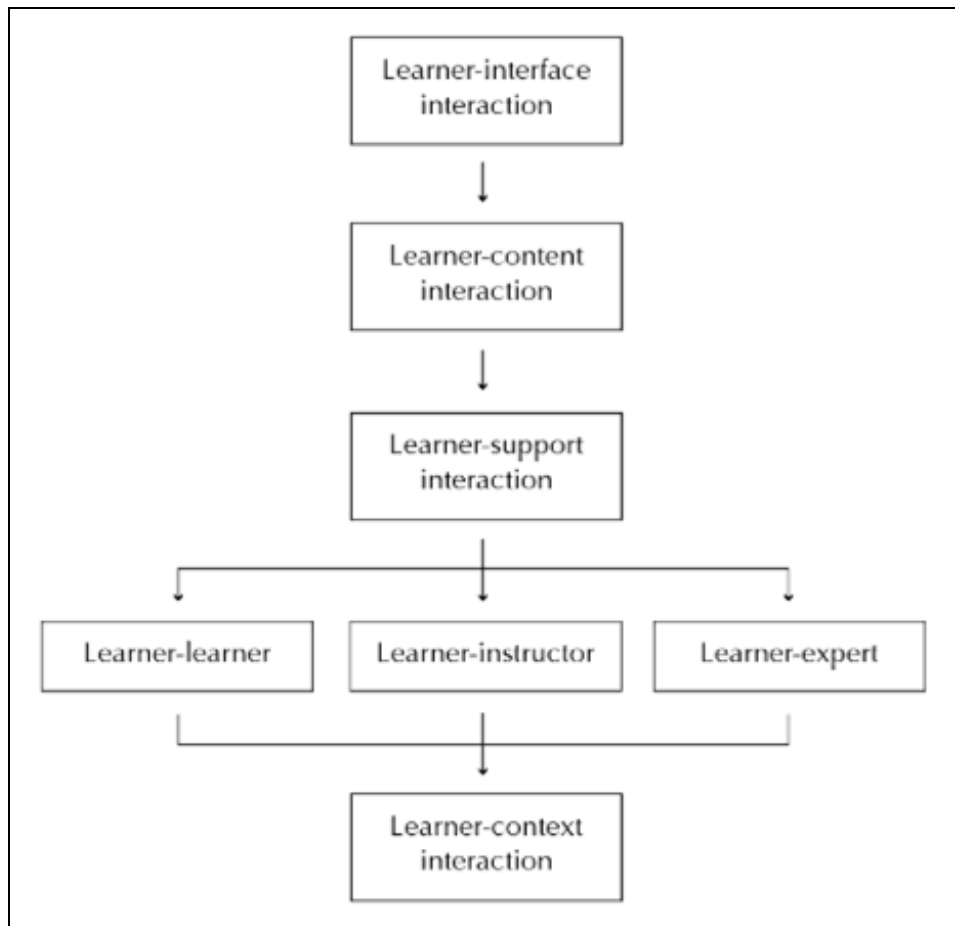 Learner-interface
interaction
Learner-content
interaction
Learner-support
interaction
Learner-learner
Learner-instructor
Learner-expert
Learner-context
interaction